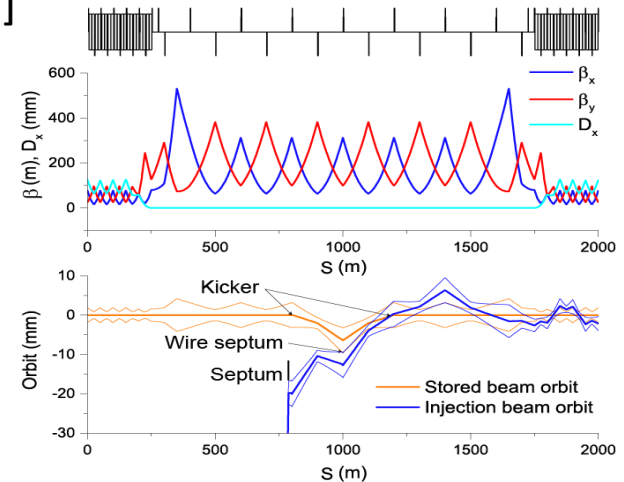 ]
600
400
200
0
β (m), Dₓ (mm)
βₓ
βᵧ
Dₓ
0 500 1000 1500 2000
S (m)
10
0
-10
-20
-30
Orbit (mm)
Kicker
Wire septum
Septum
Stored beam orbit
Injection beam orbit
0 500 1000 1500 2000
S (m)